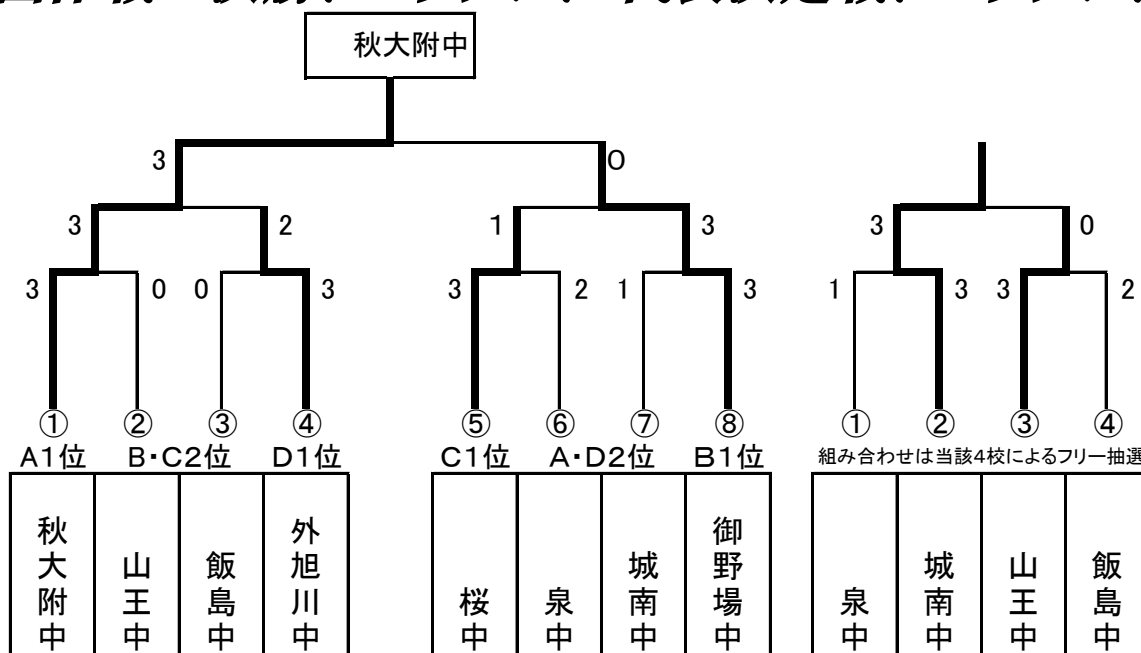 秋大附中
3 0
3 2 1 3 3 0
3 0 0 3 3 2 1 3 1 3 3 2
① ② ③ ④ ⑤ ⑥ ⑦ ⑧ ① ② ③ ④
A1位 B・C2位 D1位 C1位 A・D2位 B1位 組み合わせは当該4校によるフリー抽選
秋大附中
山王中
飯島中
外旭川中
桜中
泉中
城南中
御野場中
泉中
城南中
山王中
飯島中